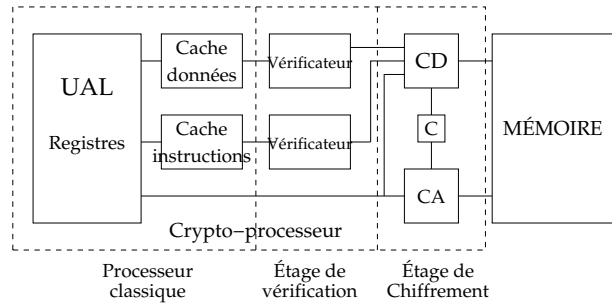 UAL
Registres
Cache
données
Vérificateur
CD
C
Cache
instructions
Vérificateur
CA
MÉMOIRE
Crypto−processeur
Processeur
classique
Étage de
vérification
Étage de
Chiffrement